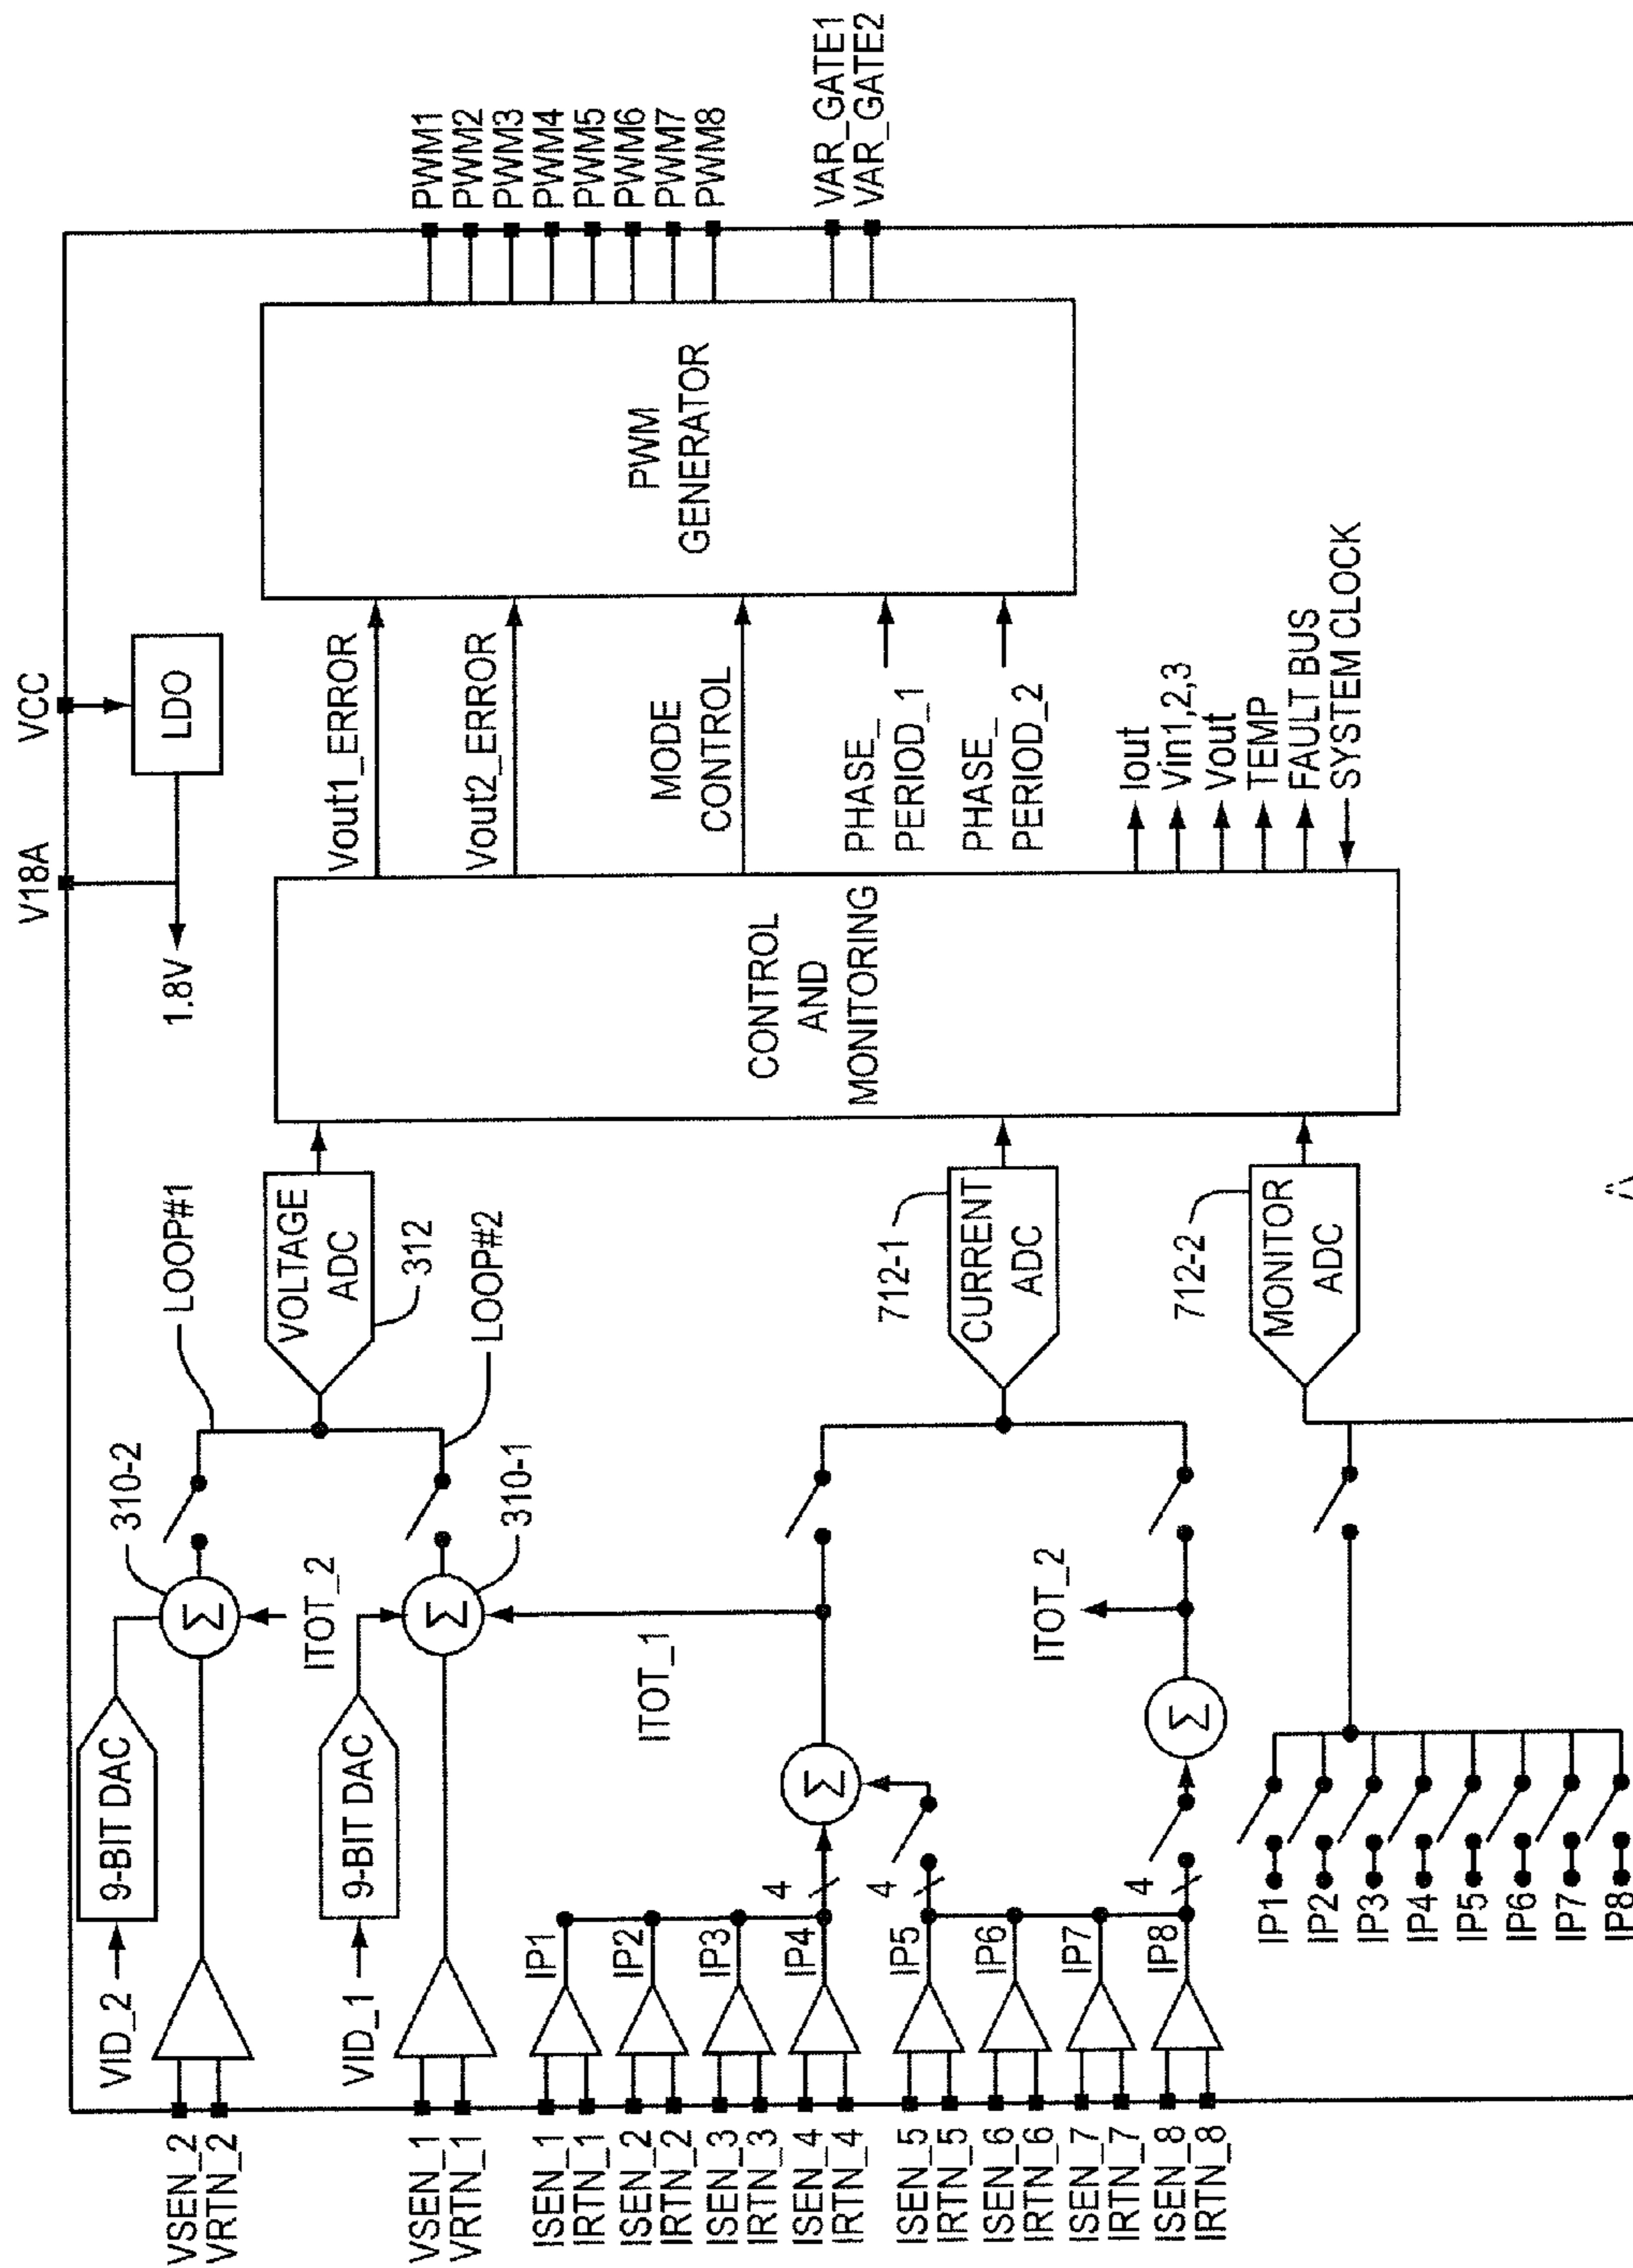 V18A
VCC
1.8V
LDO
VSEN_2
VRTN_2
VID_2
9-BIT DAC
310-2
LOOP#1
ITOT_2
VOLTAGE
ADC
312
VSEN_1
VRTN_1
VID_1
9-BIT DAC
310-1
LOOP#2
ITOT_1
ISEN_1
IRTN_1
ISEN_2
IRTN_2
ISEN_3
IRTN_3
ISEN_4
IRTN_4
ISEN_5
IRTN_5
ISEN_6
IRTN_6
ISEN_7
IRTN_7
ISEN_8
IRTN_8
IP1
IP2
IP3
IP4
IP5
IP6
IP7
IP8
4
4
4
Σ
Σ
Σ
Σ
ITOT_2
712-1
CURRENT
ADC
712-2
MONITOR
ADC
IP1
IP2
IP3
IP4
IP5
IP6
IP7
IP8
CONTROL
AND
MONITORING
Vout1_ERROR
Vout2_ERROR
MODE
CONTROL
PHASE_
PERIOD_1
PHASE_
PERIOD_2
Iout
Vin1,2,3
Vout
TEMP
FAULT BUS
SYSTEM CLOCK
PWM
GENERATOR
PWM1
PWM2
PWM3
PWM4
PWM5
PWM6
PWM7
PWM8
VAR_GATE1
VAR_GATE2